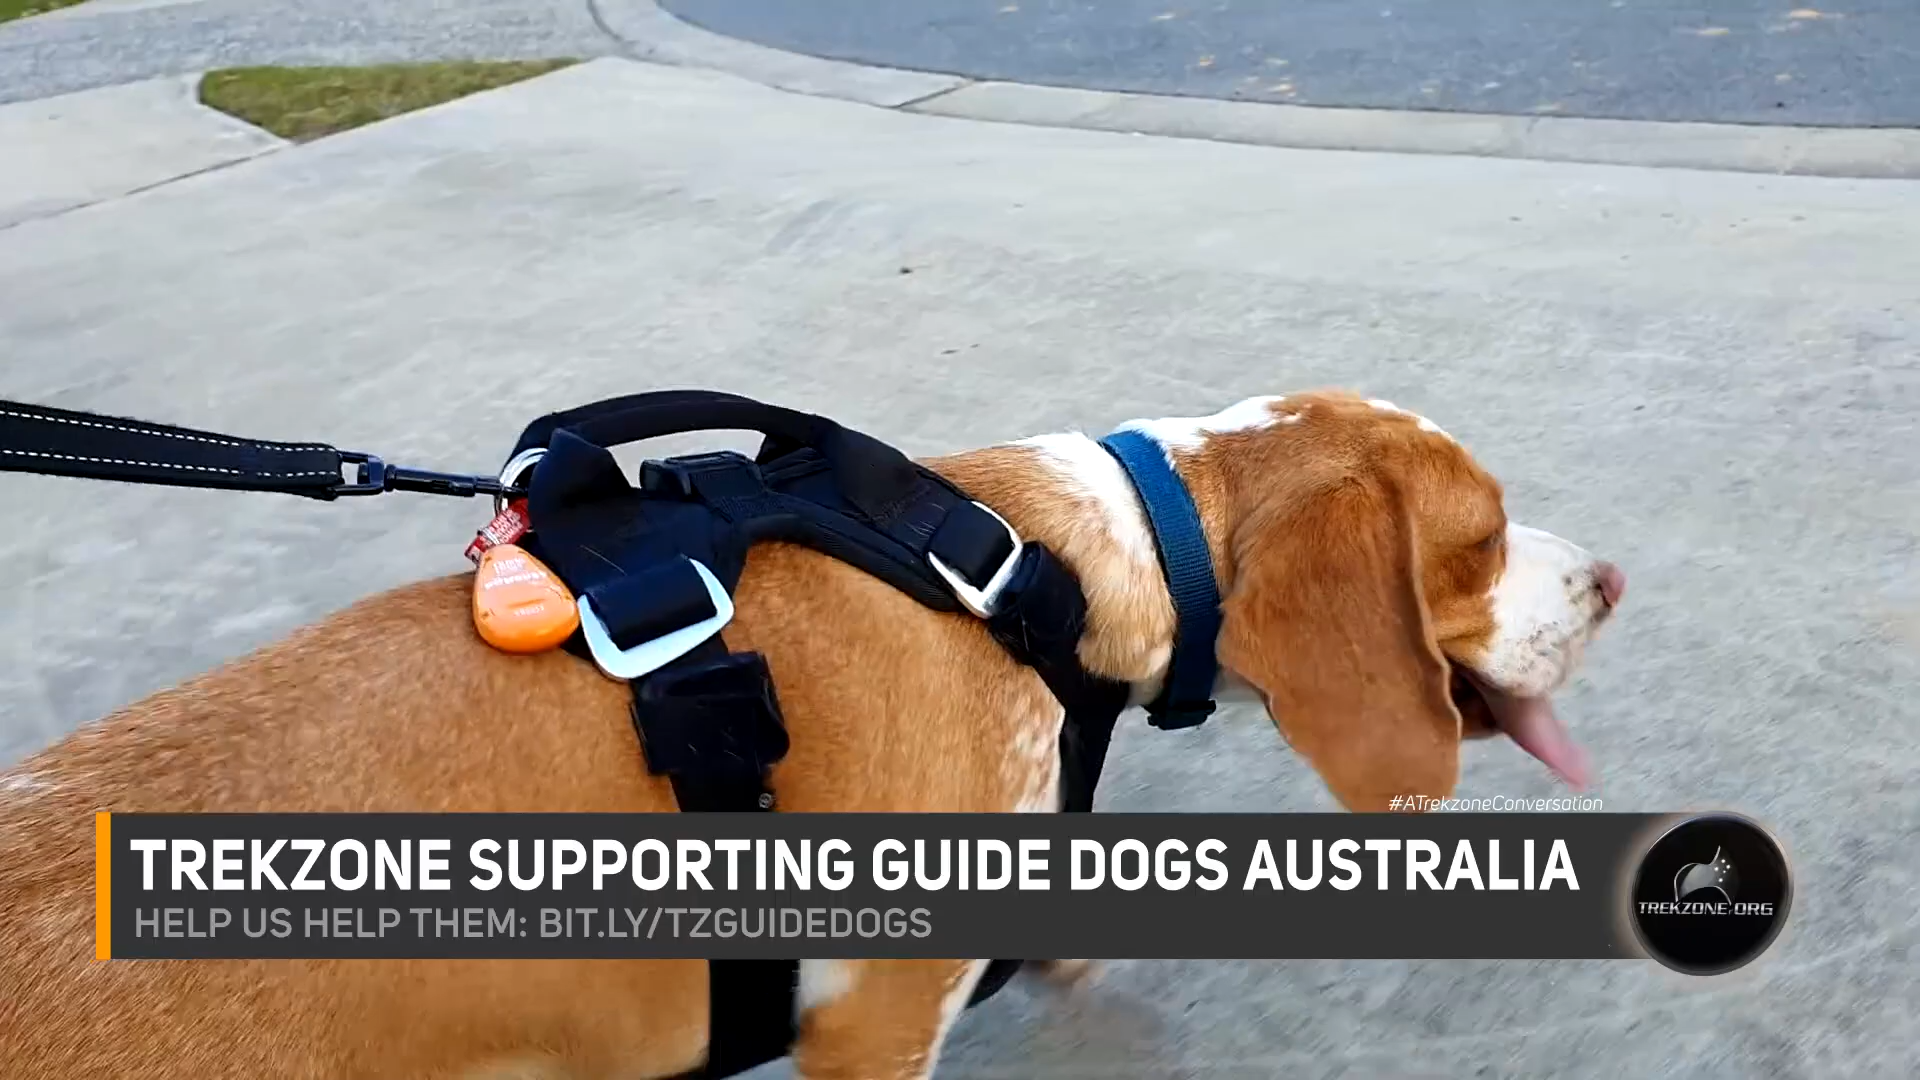 #ATrekzoneConversation
TREKZONE SUPPORTING GUIDE DOGS AUSTRALIA
HELP US HELP THEM: BIT.LY/TZGUIDEDOGS
TREKZONE.ORG